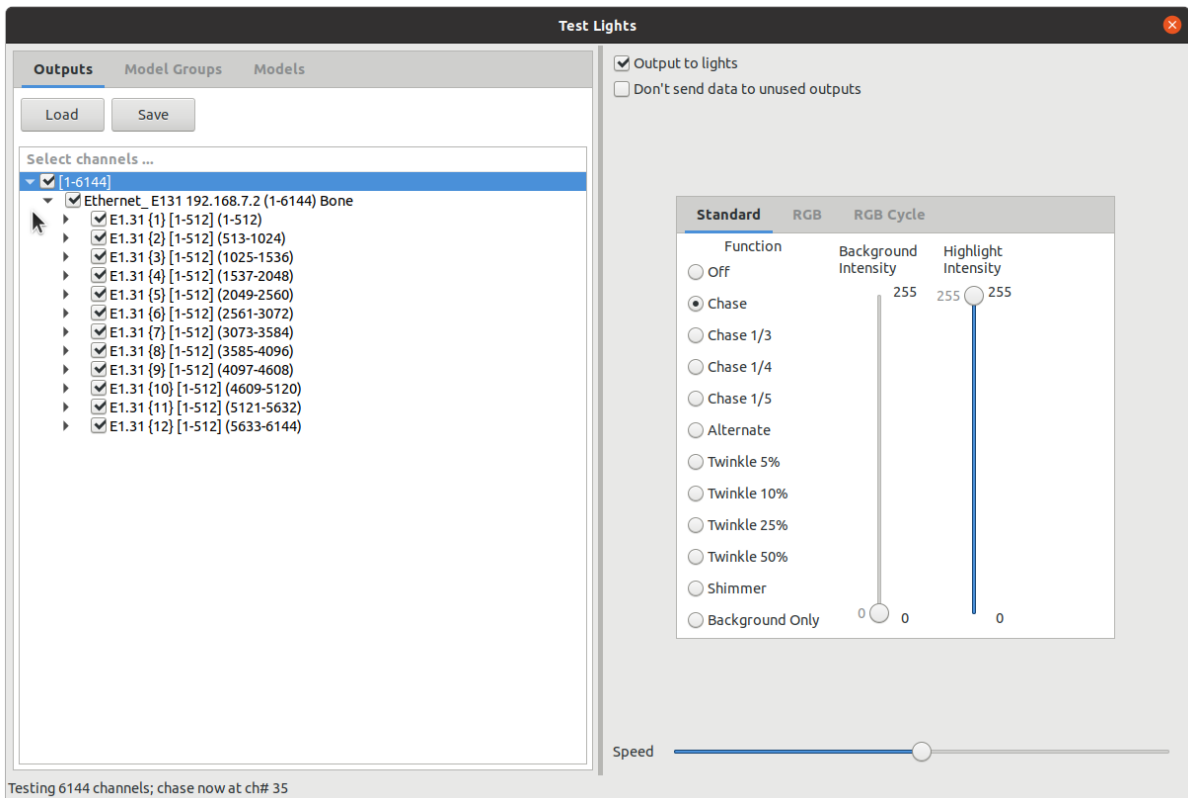 Test Lights
Outputs Model Groups Models
Load Save
Select channels ...
[1-6144]
Ethernet_ E131 192.168.7.2 (1-6144) Bone
E1.31 {1} [1-512] (1-512)
E1.31 {2} [1-512] (513-1024)
E1.31 {3} [1-512] (1025-1536)
E1.31 {4} [1-512] (1537-2048)
E1.31 {5} [1-512] (2049-2560)
E1.31 {6} [1-512] (2561-3072)
E1.31 {7} [1-512] (3073-3584)
E1.31 {8} [1-512] (3585-4096)
E1.31 {9} [1-512] (4097-4608)
E1.31 {10} [1-512] (4609-5120)
E1.31 {11} [1-512] (5121-5632)
E1.31 {12} [1-512] (5633-6144)
Output to lights
Don't send data to unused outputs
Standard RGB RGB Cycle
Function
Off
Chase
Chase 1/3
Chase 1/4
Chase 1/5
Alternate
Twinkle 5%
Twinkle 10%
Twinkle 25%
Twinkle 50%
Shimmer
Background Only
Background
Intensity
255
0 0
Highlight
Intensity
255 255
0
Speed
Testing 6144 channels; chase now at ch# 35